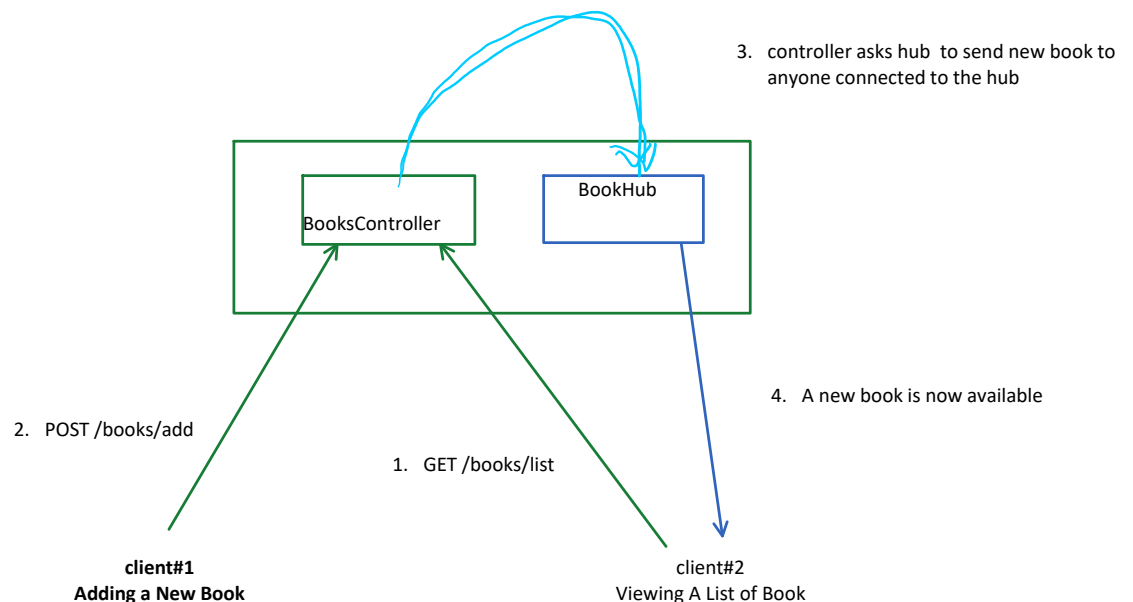 3. controller asks hub to send new book to
anyone connected to the hub
BookHub
BooksController
4. A new book is now available
2. POST /books/add
1. GET /books/list
client#1
Adding a New Book
client#2
Viewing A List of Book